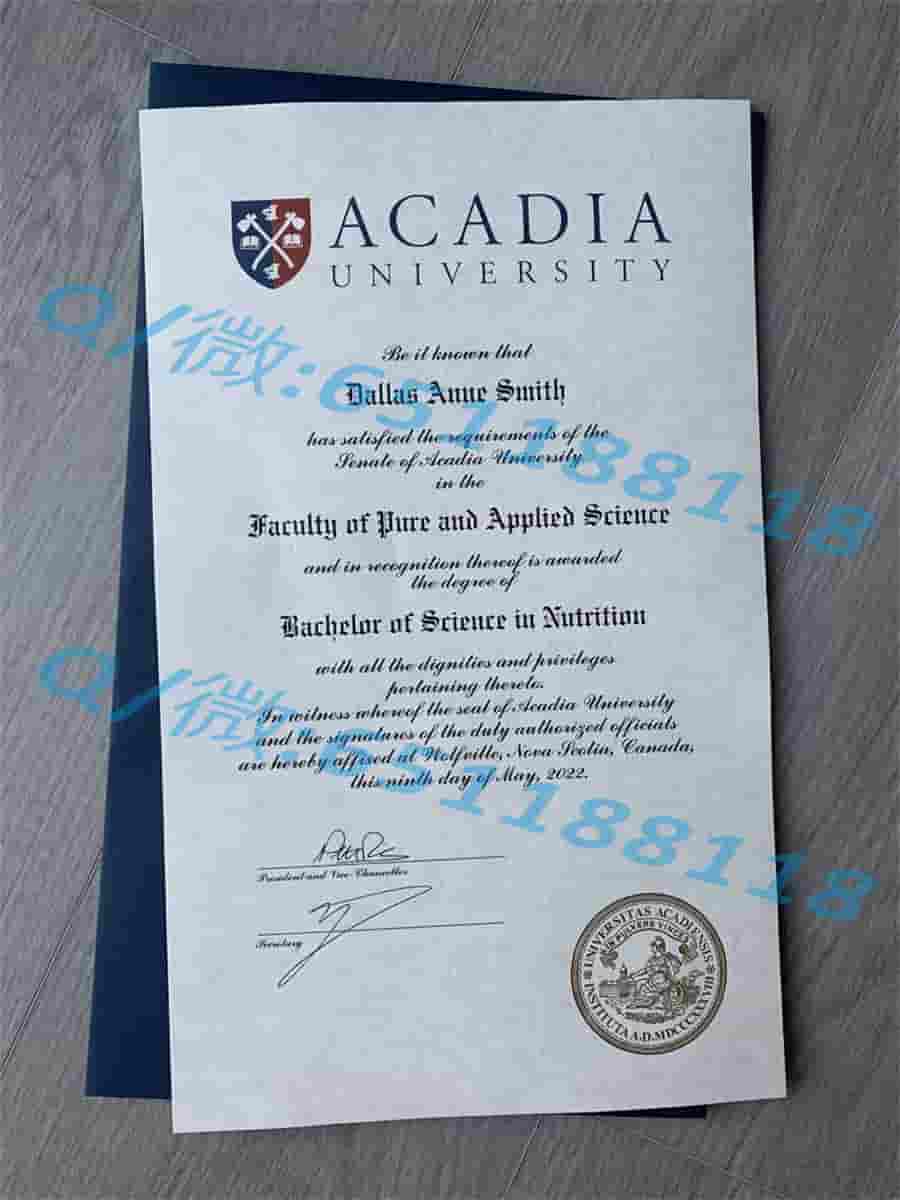 ACADIA
UNIVERSITY
Be it known that
Dallas Anne Smith
has satisfied the requirements of the
Senate of Acadia University
in the
Faculty of Pure and Applied Science
and in recognition thereof is awarded
the degree of
Bachelor of Science in Nutrition
with all the dignities and privileges
pertaining thereto.
In witness whereof the seal of Acadia University
and the signatures of the duty authorized officials
are hereby affixed at Wolfville, Nova Scotia, Canada,
this ninth day of May, 2022.
President and Vice-Chancellor
Secretary
UNIVERSITAS ACADIENSIS
IN PULVERE VINCES
INSTITUTA A.D. MDCCCXXXVIII
Q/微:651188118
Q/微:651188118